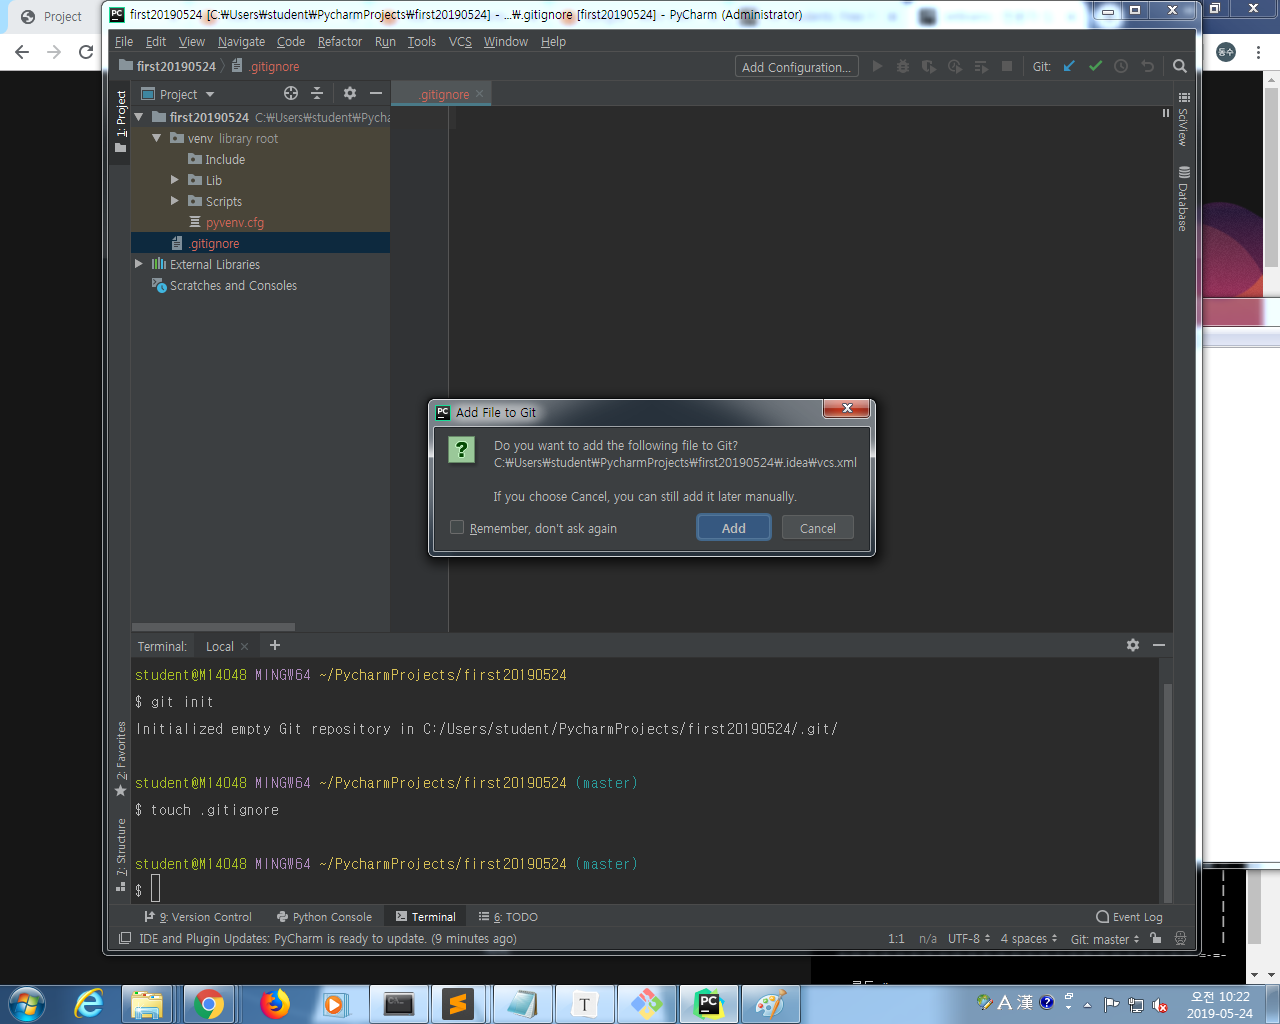 Project
first20190524 [C:₩Users₩student₩PycharmProjects₩first20190524] - ...₩.gitignore [first20190524] - PyCharm (Administrator)
File Edit View Navigate Code Refactor Run Tools VCS Window Help
first20190524 .gitignore Add Configuration... Git:
1: Project
Project
.gitignore
first20190524 C:₩Users₩student₩Pycha
venv library root
Include
Lib
Scripts
pyvenv.cfg
.gitignore
External Libraries
Scratches and Consoles
SciView
Database
동수
PC Add File to Git
Do you want to add the following file to Git?
C:₩Users₩student₩PycharmProjects₩first20190524₩.idea₩vcs.xml
If you choose Cancel, you can still add it later manually.
Remember, don't ask again Add Cancel
Terminal: Local
student@M14048 MINGW64 ~/PycharmProjects/first20190524
$ git init
Initialized empty Git repository in C:/Users/student/PycharmProjects/first20190524/.git/
student@M14048 MINGW64 ~/PycharmProjects/first20190524 (master)
$ touch .gitignore
student@M14048 MINGW64 ~/PycharmProjects/first20190524 (master)
$
2: Favorites
7: Structure
9: Version Control Python Console Terminal 6: TODO Event Log
IDE and Plugin Updates: PyCharm is ready to update. (9 minutes ago) 1:1 n/a UTF-8 4 spaces Git: master
A 漢
오전 10:22
2019-05-24